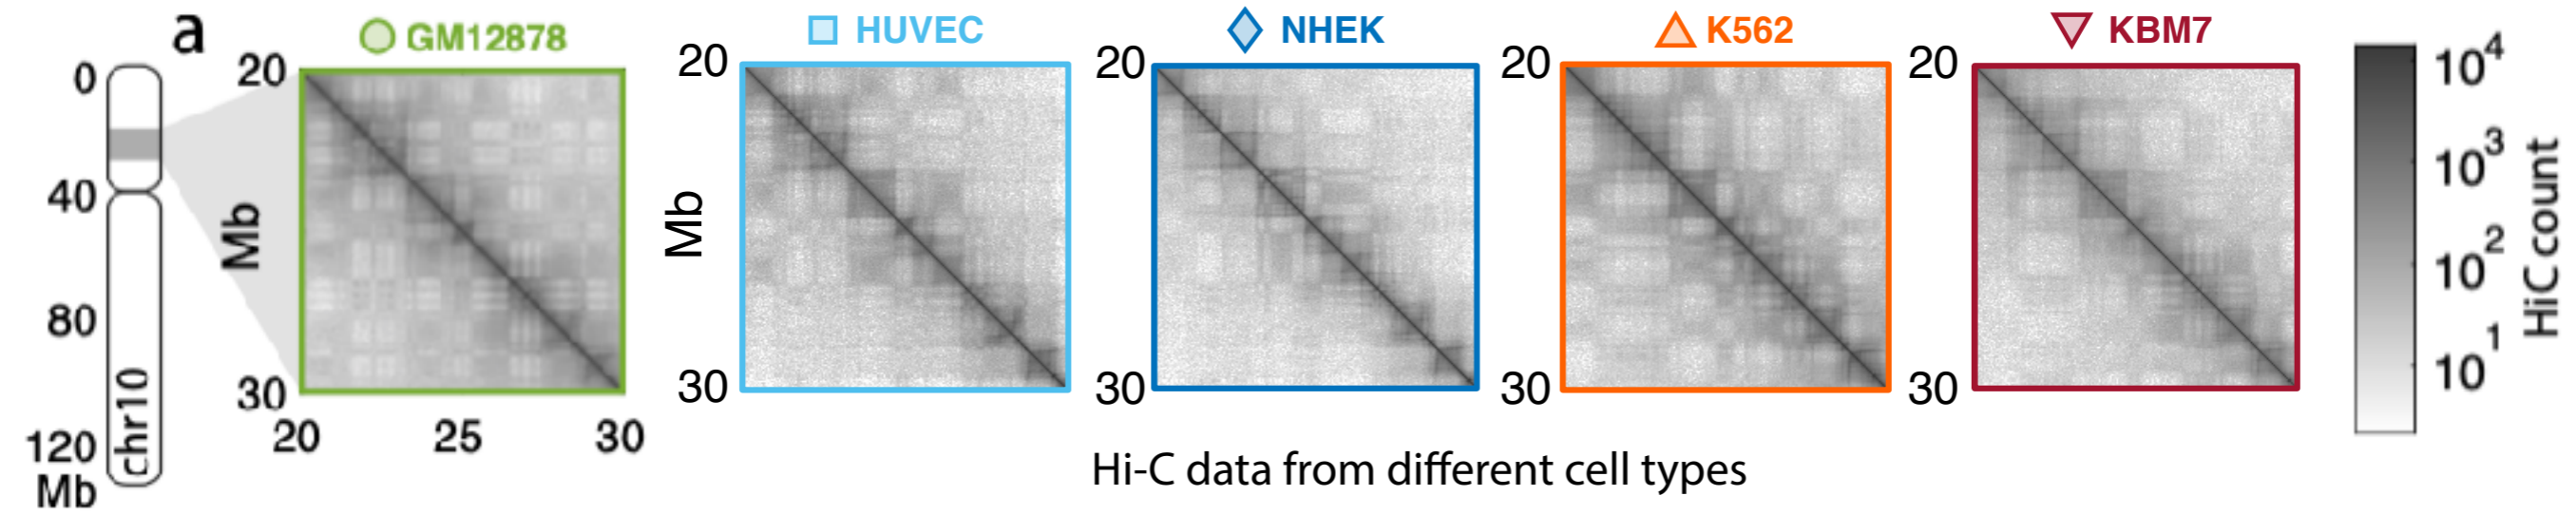 a
GM12878
HUVEC
NHEK
K562
KBM7
0
40
80
120
Mb
chr10
20
Mb
30
20
25
30
20
Mb
30
20
30
20
30
20
30
10^4
10^3
10^2
10^1
HiC count
Hi-C data from different cell types